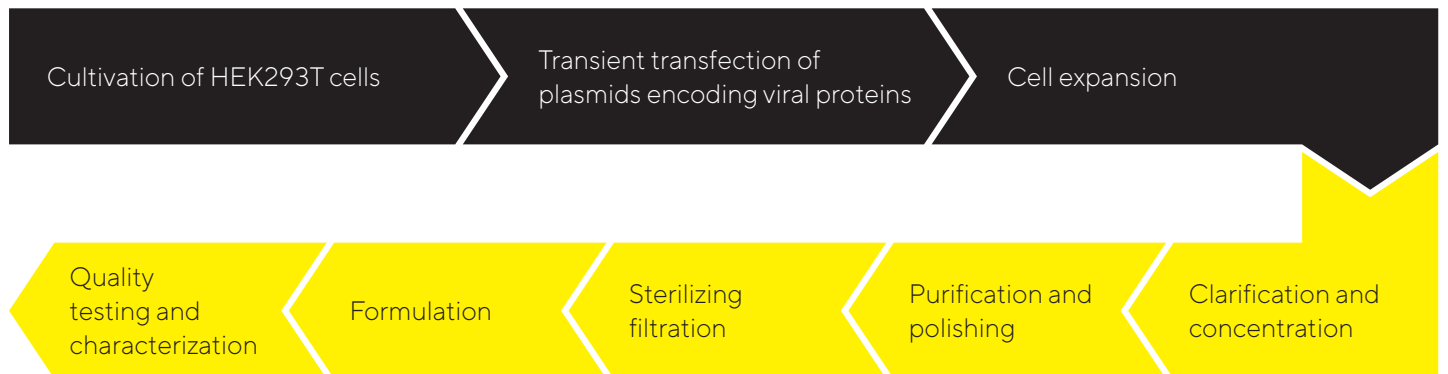 Cultivation of HEK293T cells
Transient transfection of
plasmids encoding viral proteins
Cell expansion
Clarification and
concentration
Purification and
polishing
Sterilizing
filtration
Formulation
Quality
testing and
characterization